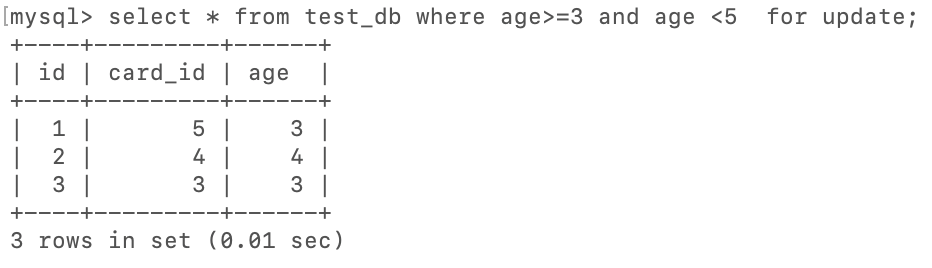 [mysql> select * from test_db where age>=3 and age <5  for update;
+----+---------+------+
| id | card_id | age  |
+----+---------+------+
|  1 |       5 |    3 |
|  2 |       4 |    4 |
|  3 |       3 |    3 |
+----+---------+------+
3 rows in set (0.01 sec)